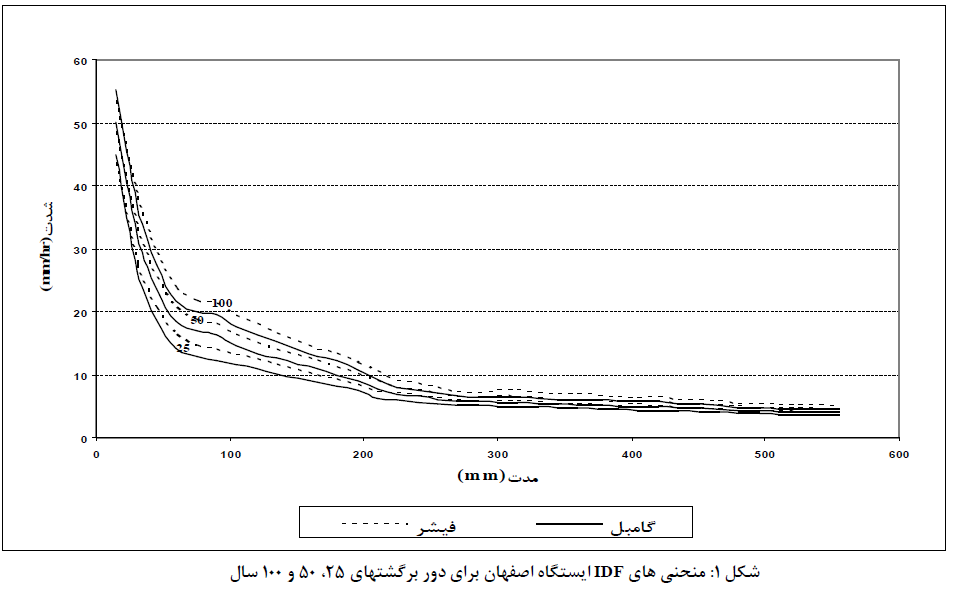 60
50
40
30
20
10
0
شدت (mm/hr)
100
50
25
0 100 200 300 400 500 600
مدت (mm)
فیشر گامبل
شکل ۱: منحنی های IDF ایستگاه اصفهان برای دور برگشتهای ۲۵، ۵۰ و ۱۰۰ سال